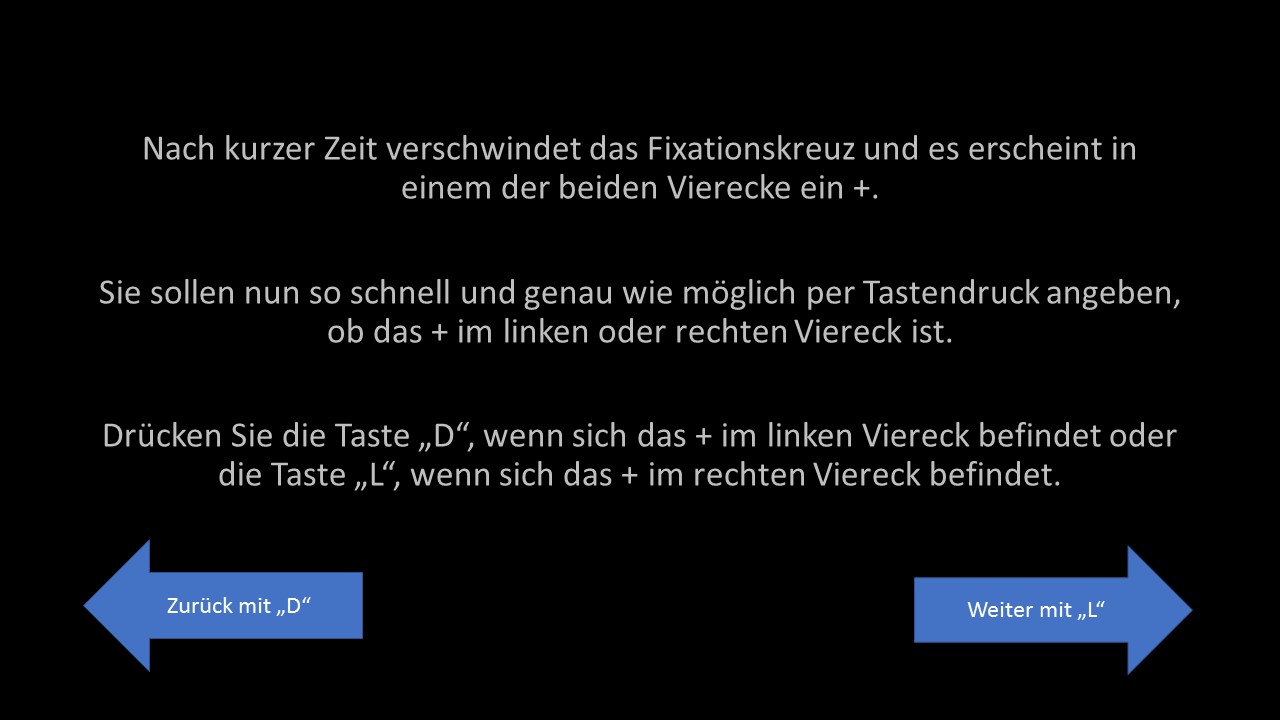 Nach kurzer Zeit verschwindet das Fixationskreuz und es erscheint in
einem der beiden Vierecke ein +.
Sie sollen nun so schnell und genau wie möglich per Tastendruck angeben,
ob das + im linken oder rechten Viereck ist.
Drücken Sie die Taste „D“, wenn sich das + im linken Viereck befindet oder
die Taste „L“, wenn sich das + im rechten Viereck befindet.
Zurück mit „D“
Weiter mit „L“